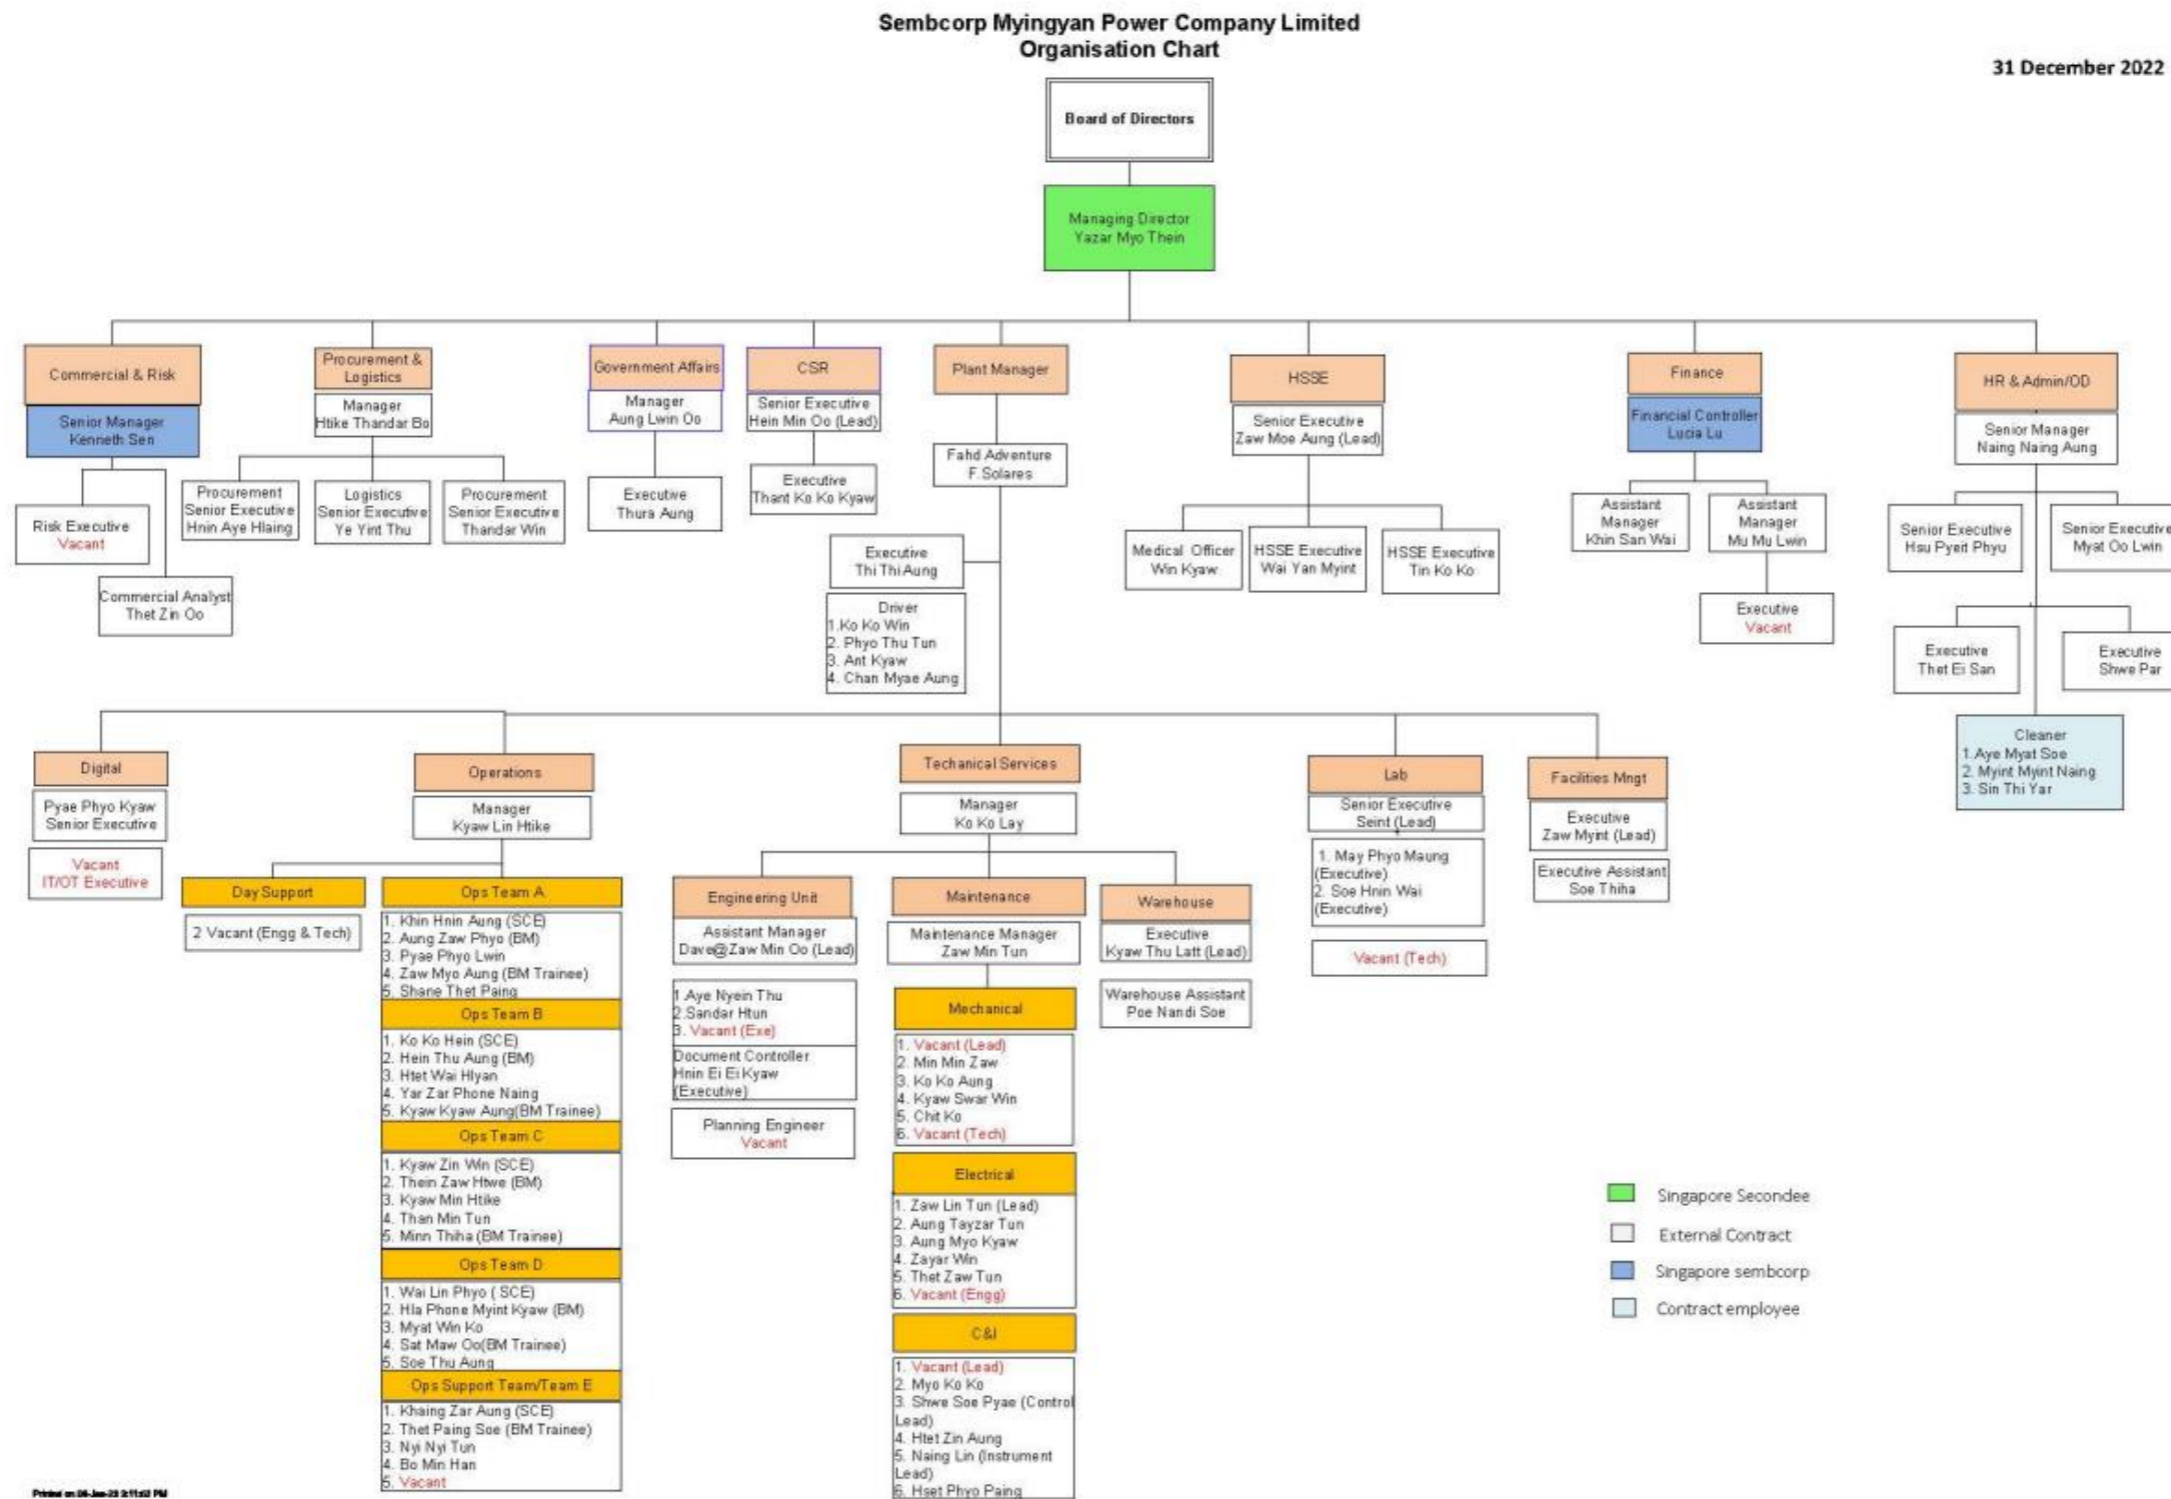 Sembcorp Myingyan Power Company Limited
Organisation Chart
31 December 2022
Board of Directors
Managing Director
Yazar Myo Thein
Commercial & Risk
Senior Manager
Kenneth Sen
Risk Executive
Vacant
Commercial Analyst
Thet Zin Oo
Procurement &
Logistics
Manager
Htike Thandar Bo
Procurement
Senior Executive
Hnin Aye Hlaing
Logistics
Senior Executive
Ye Yint Thu
Procurement
Senior Executive
Thandar Win
Government Affairs
Manager
Aung Lwin Oo
Executive
Thura Aung
CSR
Senior Executive
Hein Min Oo (Lead)
Executive
Thant Ko Ko Kyaw
Plant Manager
Fahd Adventure
F.Solares
Executive
Thi Thi Aung
Driver
1.Ko Ko Win
2. Phyo Thu Tun
3. Ant Kyaw
4. Chan Myae Aung
HSSE
Senior Executive
Zaw Moe Aung (Lead)
Medical Officer
Win Kyaw
HSSE Executive
Wai Yan Myint
HSSE Executive
Tin Ko Ko
Finance
Financial Controller
Lucia Lu
Assistant
Manager
Khin San Wai
Assistant
Manager
Mu Mu Lwin
Executive
Vacant
HR & Admin/OD
Senior Manager
Naing Naing Aung
Senior Executive
Hsu Pyeit Phyu
Senior Executive
Myat Oo Lwin
Executive
Thet Ei San
Executive
Shwe Par
Cleaner
1.Aye Myat Soe
2. Myint Myint Naing
3. Sin Thi Yar
Digital
Pyae Phyo Kyaw
Senior Executive
Vacant
IT/OT Executive
Operations
Manager
Kyaw Lin Htike
Day Support
2 Vacant (Engg & Tech)
Ops Team A
1. Khin Hnin Aung (SCE)
2. Aung Zaw Phyo (BM)
3. Pyae Phyo Lwin
4. Zaw Myo Aung (BM Trainee)
5. Shane Thet Paing
Ops Team B
1. Ko Ko Hein (SCE)
2. Hein Thu Aung (BM)
3. Htet Wai Hlyan
4. Yar Zar Phone Naing
5. Kyaw Kyaw Aung(BM Trainee)
Ops Team C
1. Kyaw Zin Win (SCE)
2. Thein Zaw Htwe (BM)
3. Kyaw Min Htike
4. Than Min Tun
5. Minn Thiha (BM Trainee)
Ops Team D
1. Wai Lin Phyo ( SCE)
2. Hla Phone Myint Kyaw (BM)
3. Myat Win Ko
4. Sat Maw Oo(BM Trainee)
5. Soe Thu Aung
Ops Support Team/Team E
1. Khaing Zar Aung (SCE)
2. Thet Paing Soe (BM Trainee)
3. Nyi Nyi Tun
4. Bo Min Han
5. Vacant
Techanical Services
Manager
Ko Ko Lay
Engineering Unit
Assistant Manager
Dave@Zaw Min Oo (Lead)
1.Aye Nyein Thu
2.Sandar Htun
3. Vacant (Exe)
Document Controller
Hnin Ei Ei Kyaw
(Executive)
Planning Engineer
Vacant
Maintenance
Maintenance Manager
Zaw Min Tun
Mechanical
1. Vacant (Lead)
2. Min Min Zaw
3. Ko Ko Aung
4. Kyaw Swar Win
5. Chit Ko
6. Vacant (Tech)
Electrical
1. Zaw Lin Tun (Lead)
2. Aung Tayzar Tun
3. Aung Myo Kyaw
4. Zayar Win
5. Thet Zaw Tun
6. Vacant (Engg)
C&I
1. Vacant (Lead)
2. Myo Ko Ko
3. Shwe Soe Pyae (Control
Lead)
4. Htet Zin Aung
5. Naing Lin (Instrument
Lead)
6. Hset Phyo Paing
Warehouse
Executive
Kyaw Thu Latt (Lead)
Warehouse Assistant
Poe Nandi Soe
Lab
Senior Executive
Seint (Lead)
1. May Phyo Maung
(Executive)
2. Soe Hnin Wai
(Executive)
Vacant (Tech)
Facilities Mngt
Executive
Zaw Myint (Lead)
Executive Assistant
Soe Thiha
Singapore Secondee
External Contract
Singapore sembcorp
Contract employee
Printed on